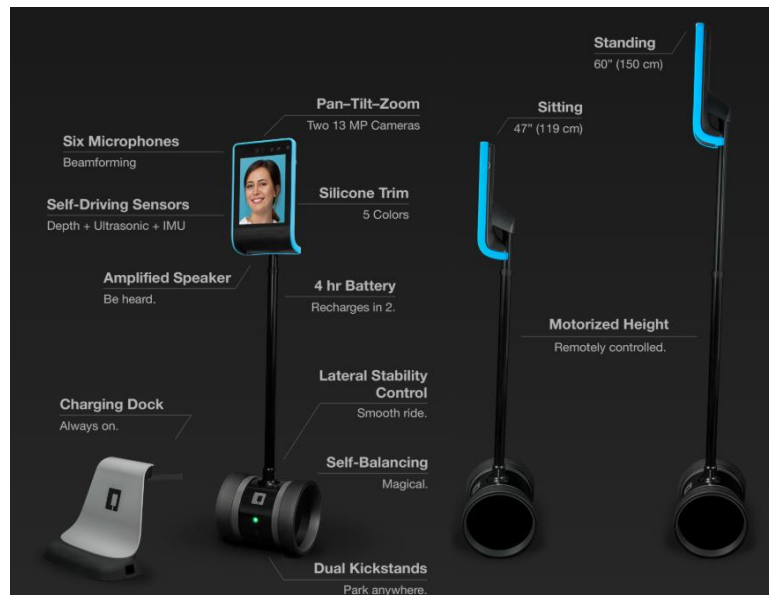 Standing
60" (150 cm)
Pan–Tilt–Zoom
Two 13 MP Cameras
Sitting
47" (119 cm)
Six Microphones
Beamforming
Self-Driving Sensors
Depth + Ultrasonic + IMU
Silicone Trim
5 Colors
Amplified Speaker
Be heard.
4 hr Battery
Recharges in 2.
Motorized Height
Remotely controlled.
Lateral Stability
Control
Smooth ride.
Charging Dock
Always on.
Self-Balancing
Magical.
Dual Kickstands
Park anywhere.